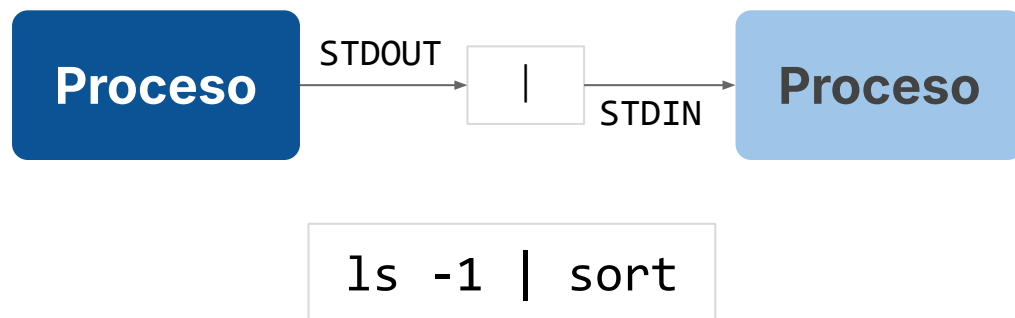 Proceso
STDOUT
|
STDIN
Proceso
ls -1 | sort